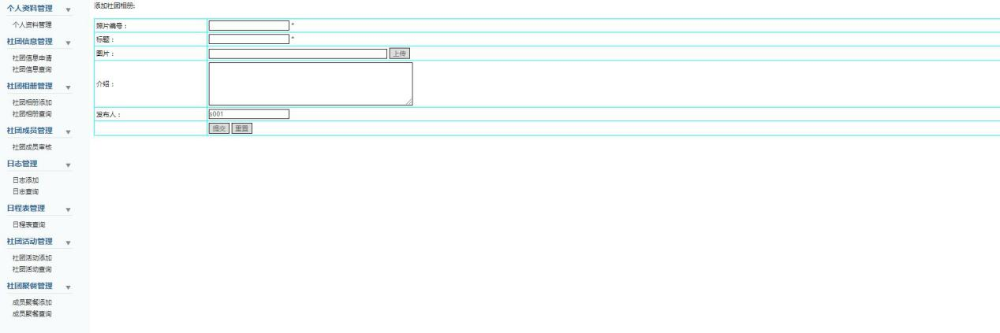 个人资料管理
个人资料管理
社团信息管理
社团信息申请
社团信息查询
社团相册管理
社团相册添加
社团相册查询
社团成员管理
社团成员审核
日志管理
日志添加
日志查询
日程表管理
日程表查询
社团活动管理
社团活动添加
社团活动查询
社团聚餐管理
成员聚餐添加
成员聚餐查询
添加社团相册:
照片编号： *
标题： *
图片： 上传
介绍：
发布人： s001
提交 重置